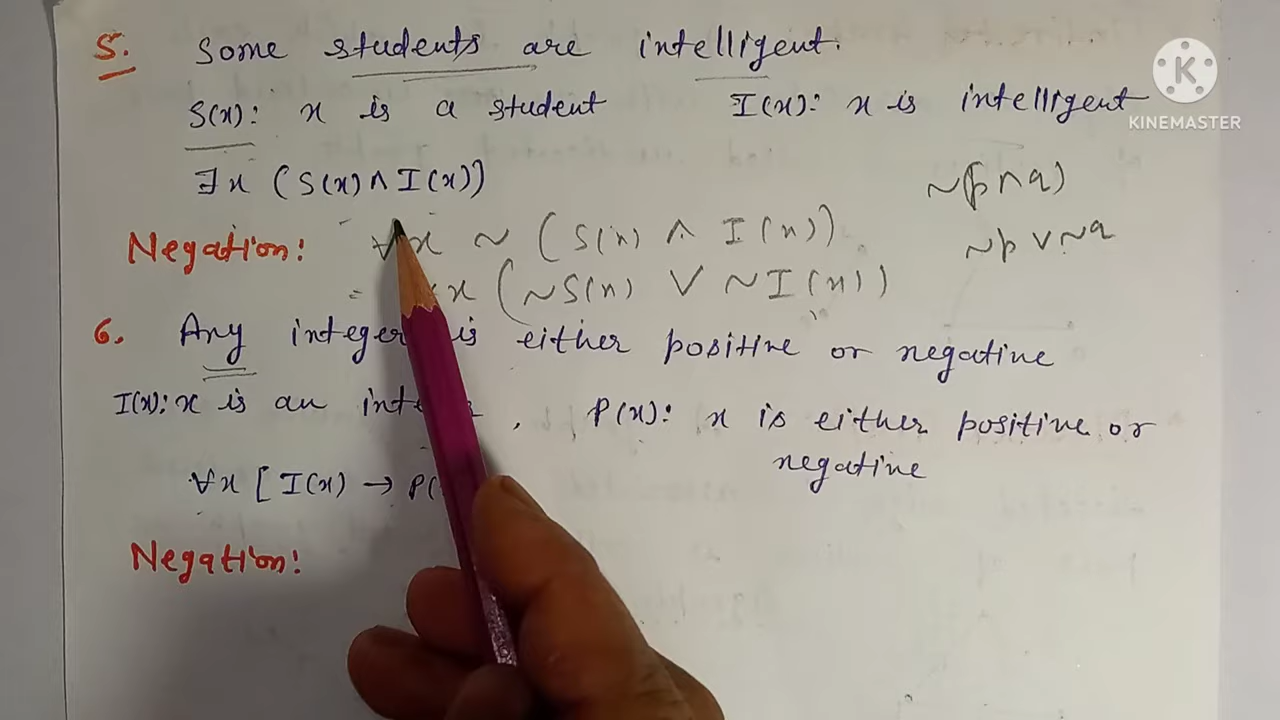 5. Some students are intelligent.
S(x): x is a student I(x): x is intelligent
KINEMASTER
∃x (S(x) ∧ I(x))
~(p ∧ q)
Negation: ∀x ~ (S(x) ∧ I(x))
~p ∨ ~q
= x (~S(x) ∨ ~I(x))
6. Any integer is either positive or negative
I(x): x is an , P(x): x is either positive or
negative
∀x [I(x) → P(
Negation: